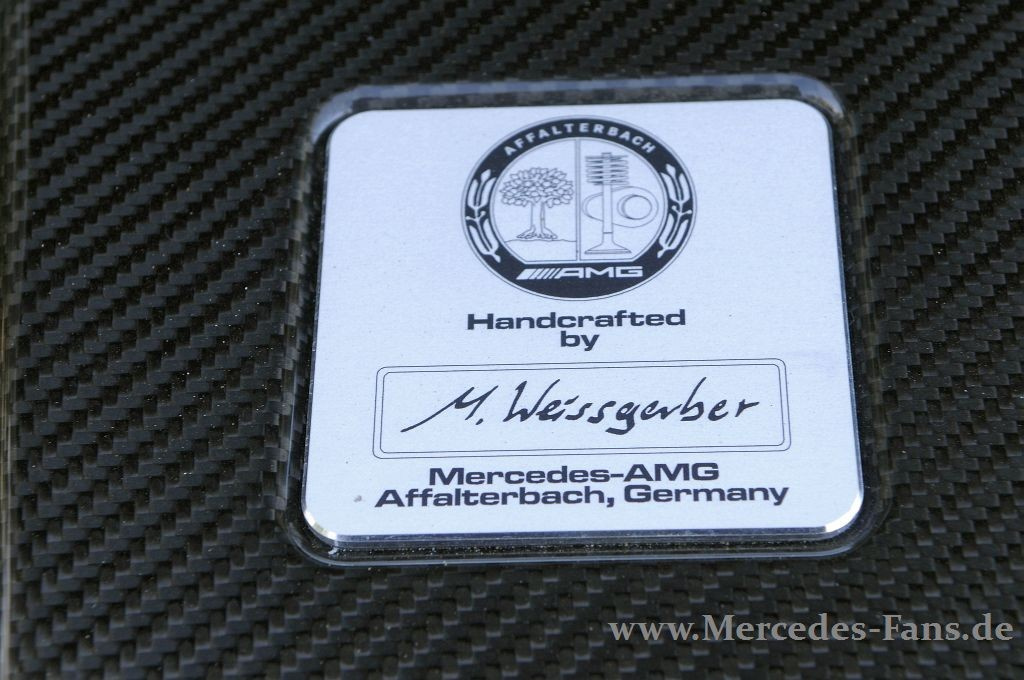 AFFALTERBACH
AMG
Handcrafted
by
M. Weissgerber
Mercedes-AMG
Affalterbach, Germany
www.Mercedes-Fans.de